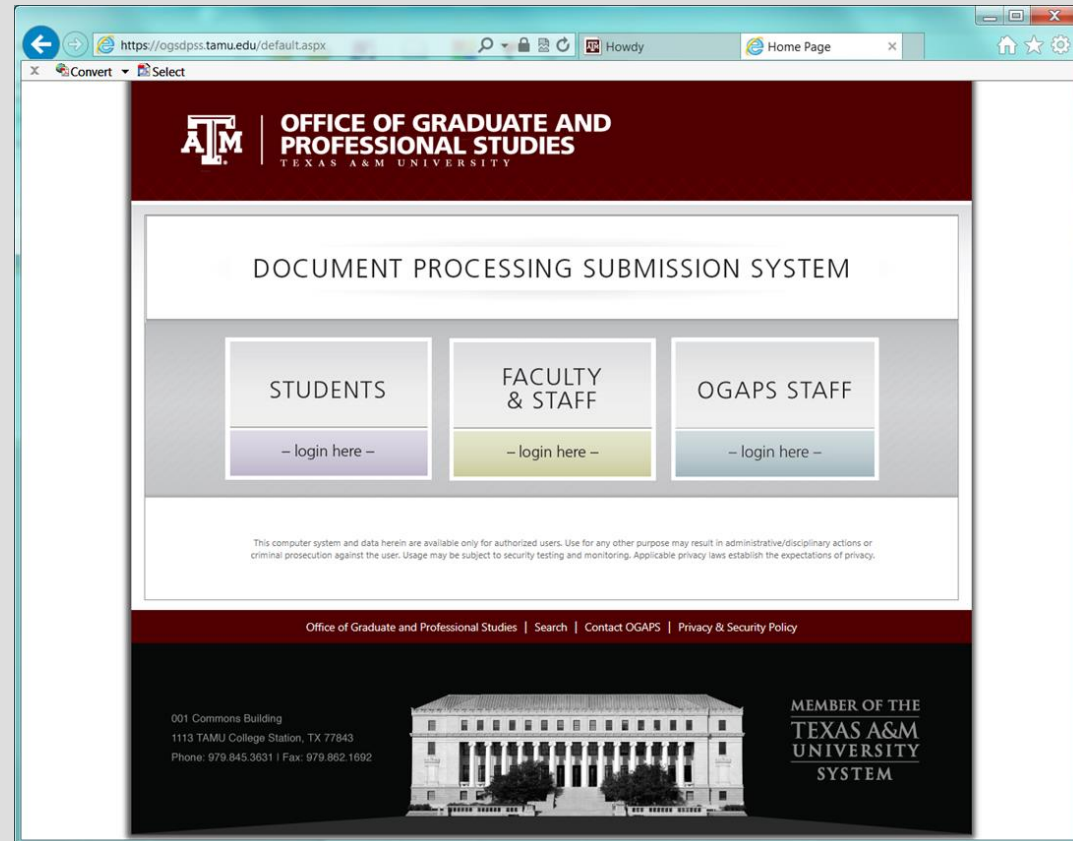 https://ogsdpss.tamu.edu/default.aspx
Howdy
Home Page
x Convert Select
ATM
OFFICE OF GRADUATE AND
PROFESSIONAL STUDIES
TEXAS A&M UNIVERSITY
DOCUMENT PROCESSING SUBMISSION SYSTEM
STUDENTS
– login here –
FACULTY
& STAFF
– login here –
OGAPS STAFF
– login here –
This computer system and data herein are available only for authorized users. Use for any other purpose may result in administrative/disciplinary actions or
criminal prosecution against the user. Usage may be subject to security testing and monitoring. Applicable privacy laws establish the expectations of privacy.
Office of Graduate and Professional Studies | Search | Contact OGAPS | Privacy & Security Policy
001 Commons Building
1113 TAMU College Station, TX 77843
Phone: 979.845.3631 | Fax: 979.862.1692
MEMBER OF THE
TEXAS A&M
UNIVERSITY
SYSTEM